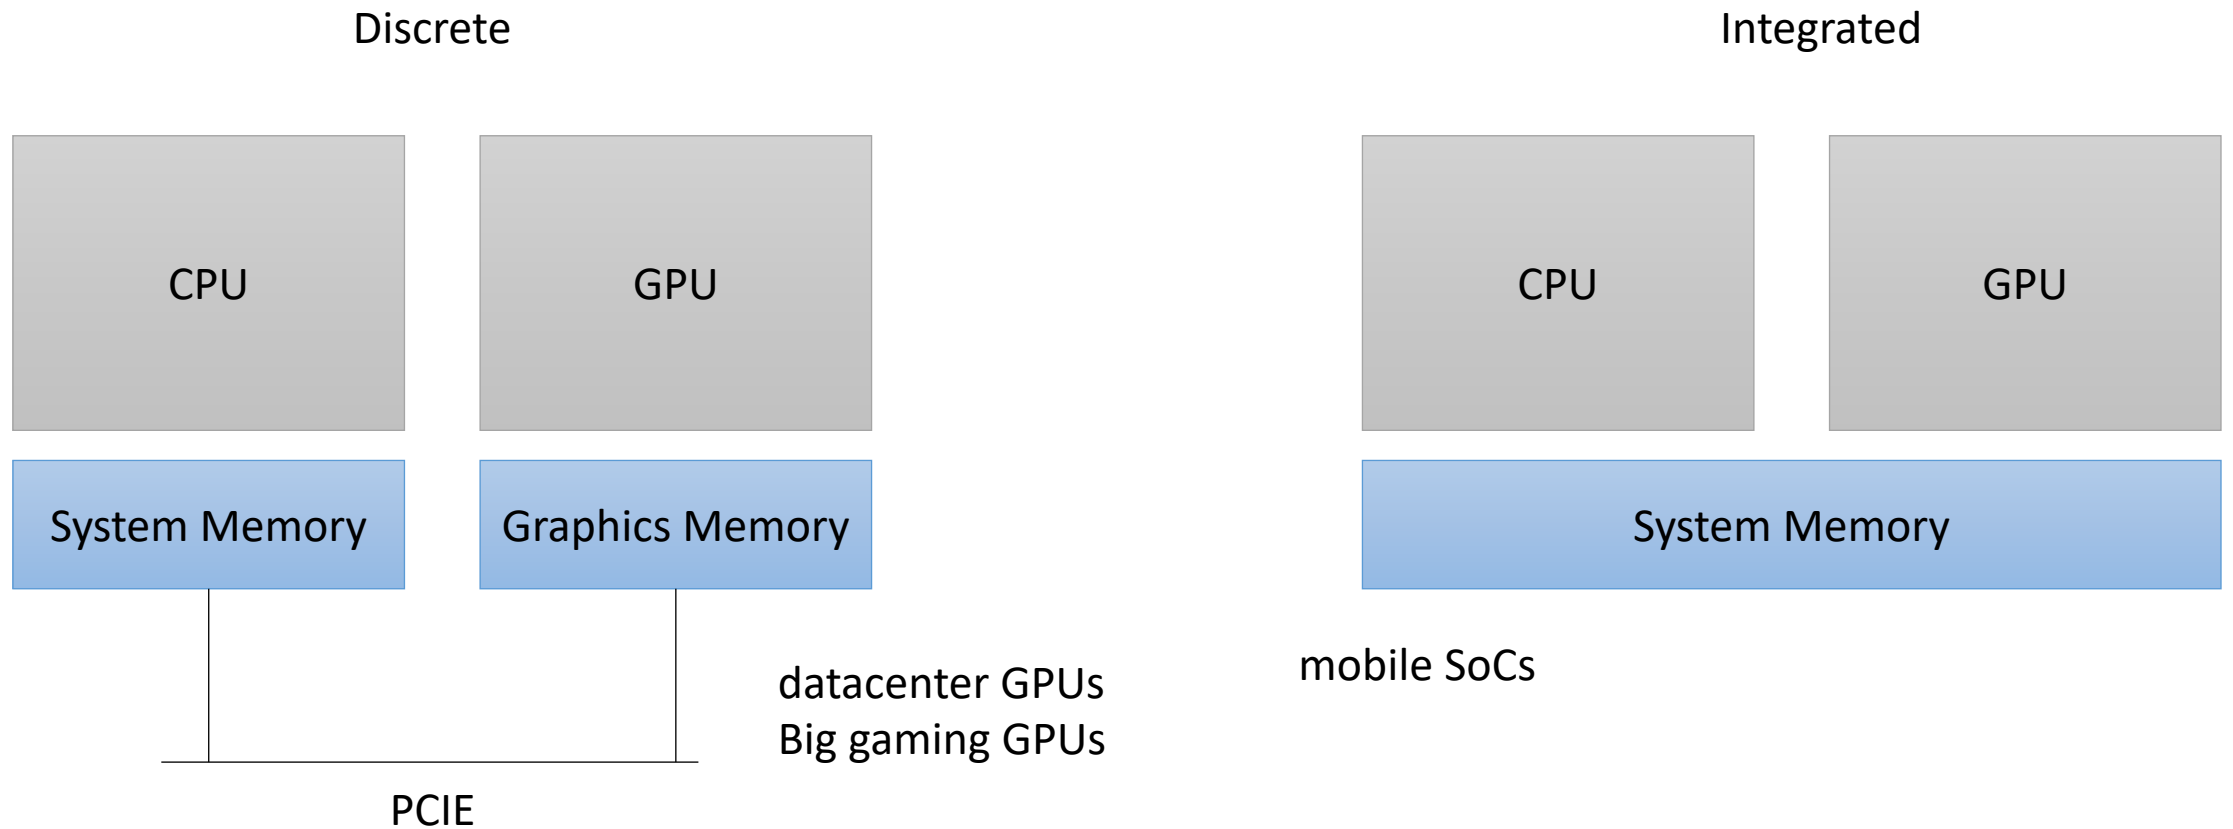 Discrete
CPU
GPU
System Memory
Graphics Memory
datacenter GPUs
Big gaming GPUs
PCIE
Integrated
CPU
GPU
System Memory
mobile SoCs